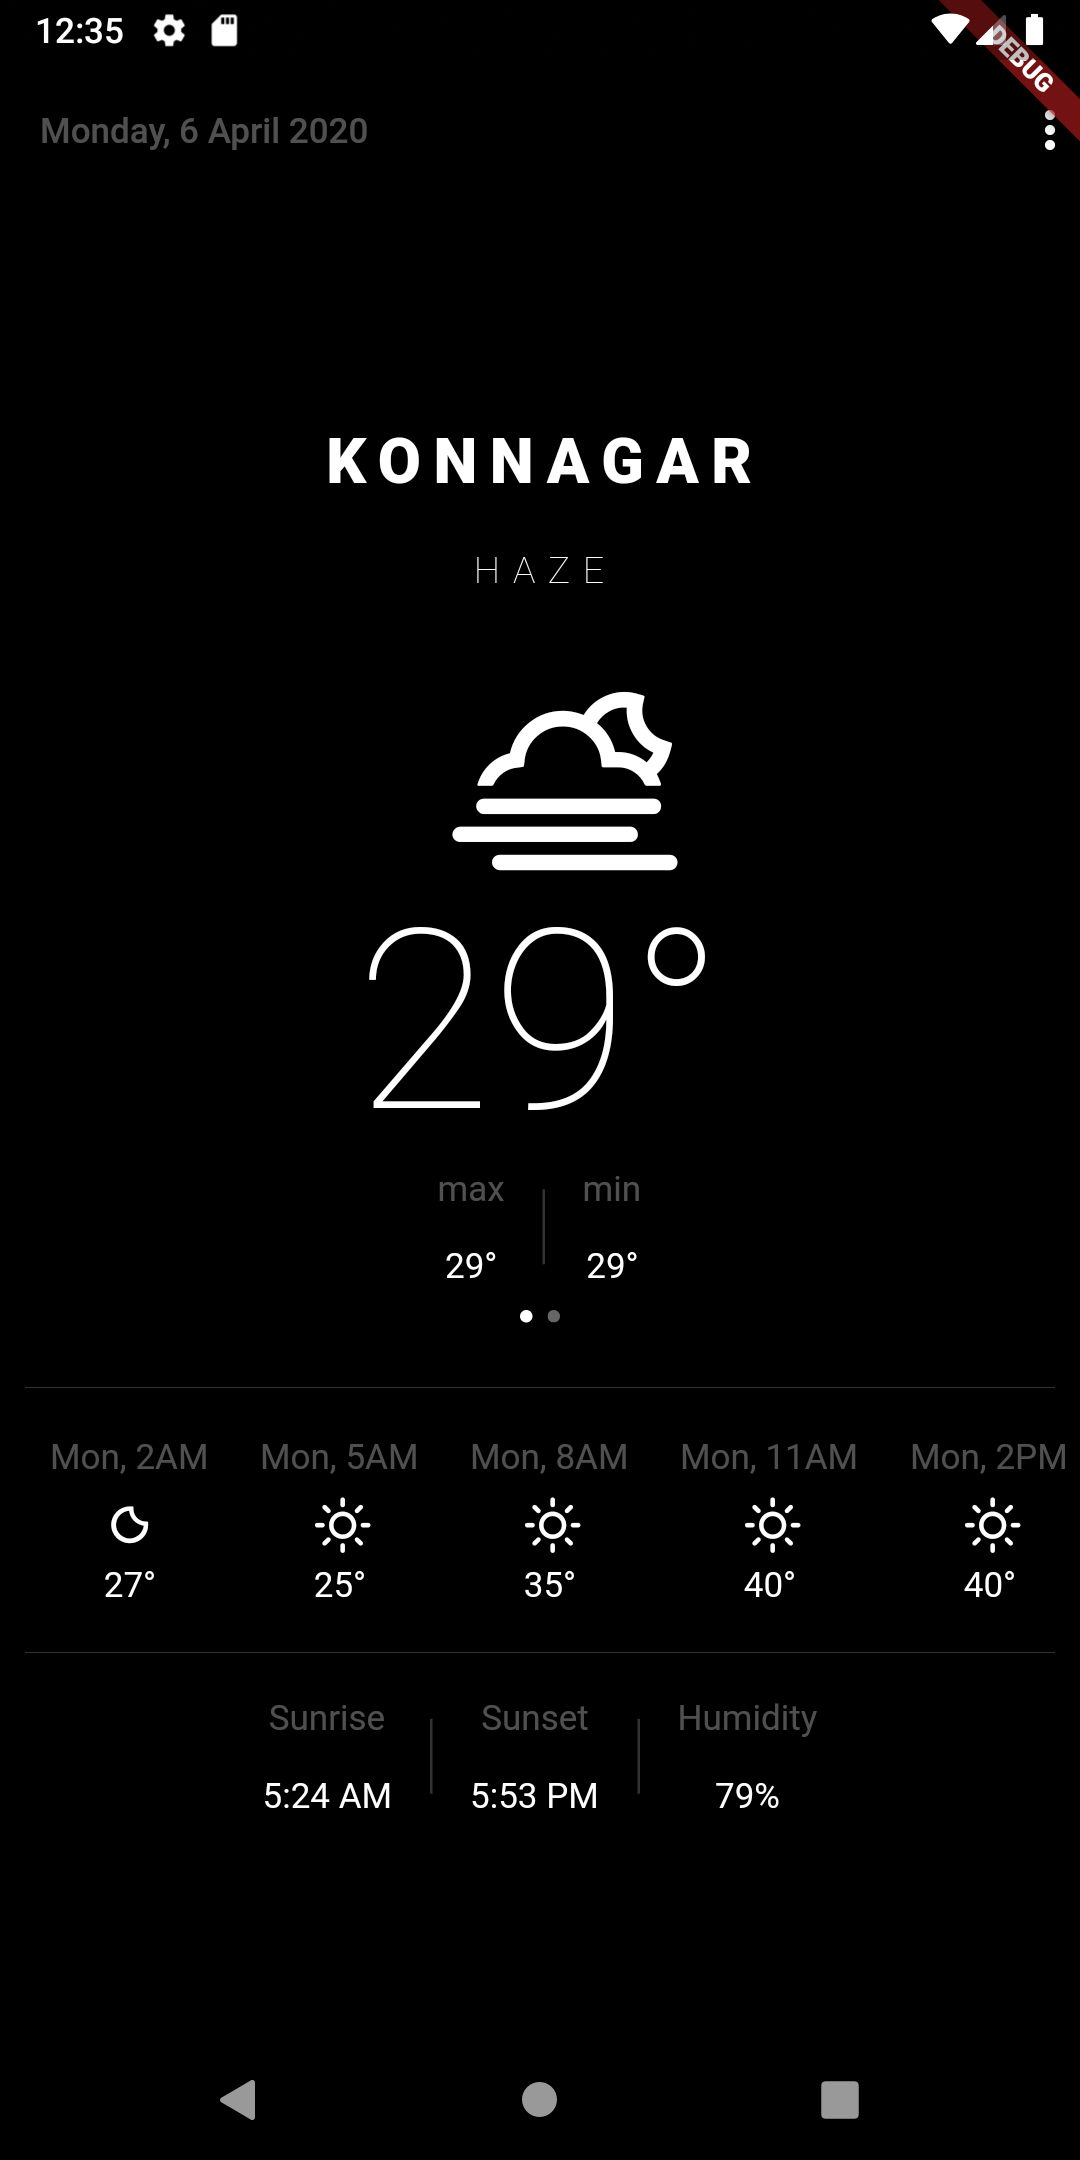 12:35
DEBUG
Monday, 6 April 2020
KONNAGAR
HAZE
29°
max min
29° 29°
Mon, 2AM Mon, 5AM Mon, 8AM Mon, 11AM Mon, 2PM
27° 25° 35° 40° 40°
Sunrise Sunset Humidity
5:24 AM 5:53 PM 79%